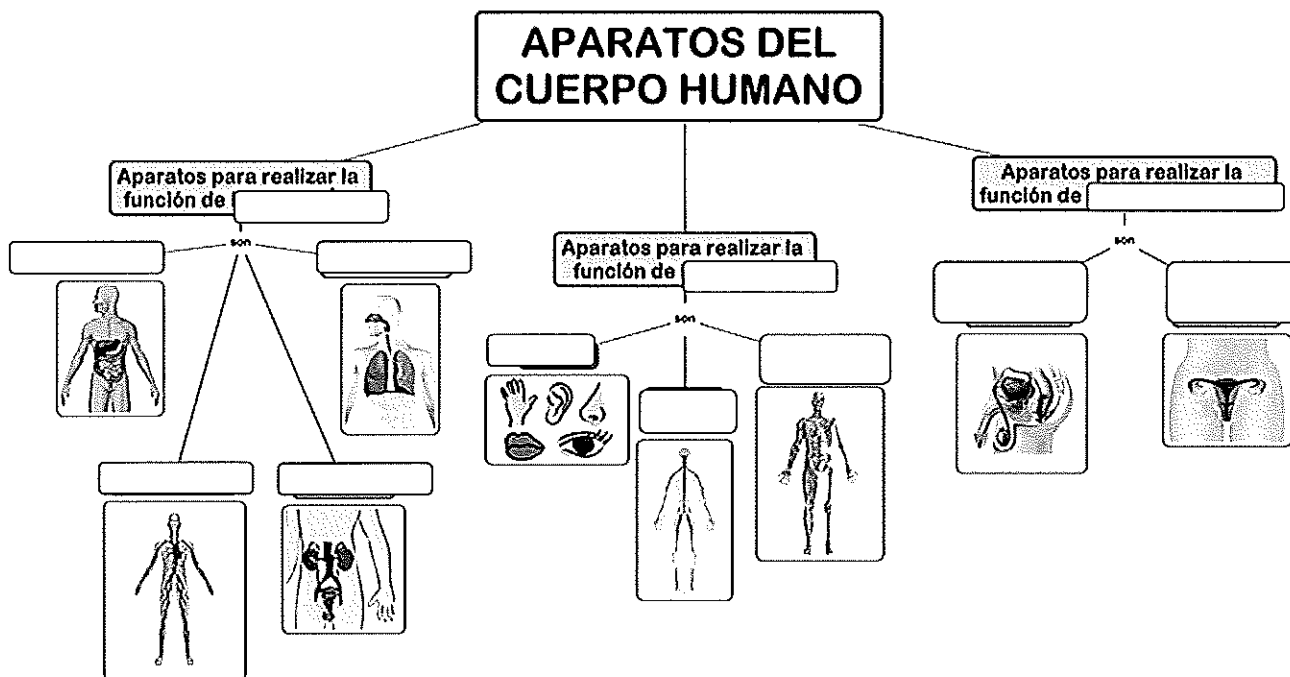 APARATOS DEL
CUERPO HUMANO
Aparatos para realizar la
función de
son
Aparatos para realizar la
función de
son
Aparatos para realizar la
función de
son